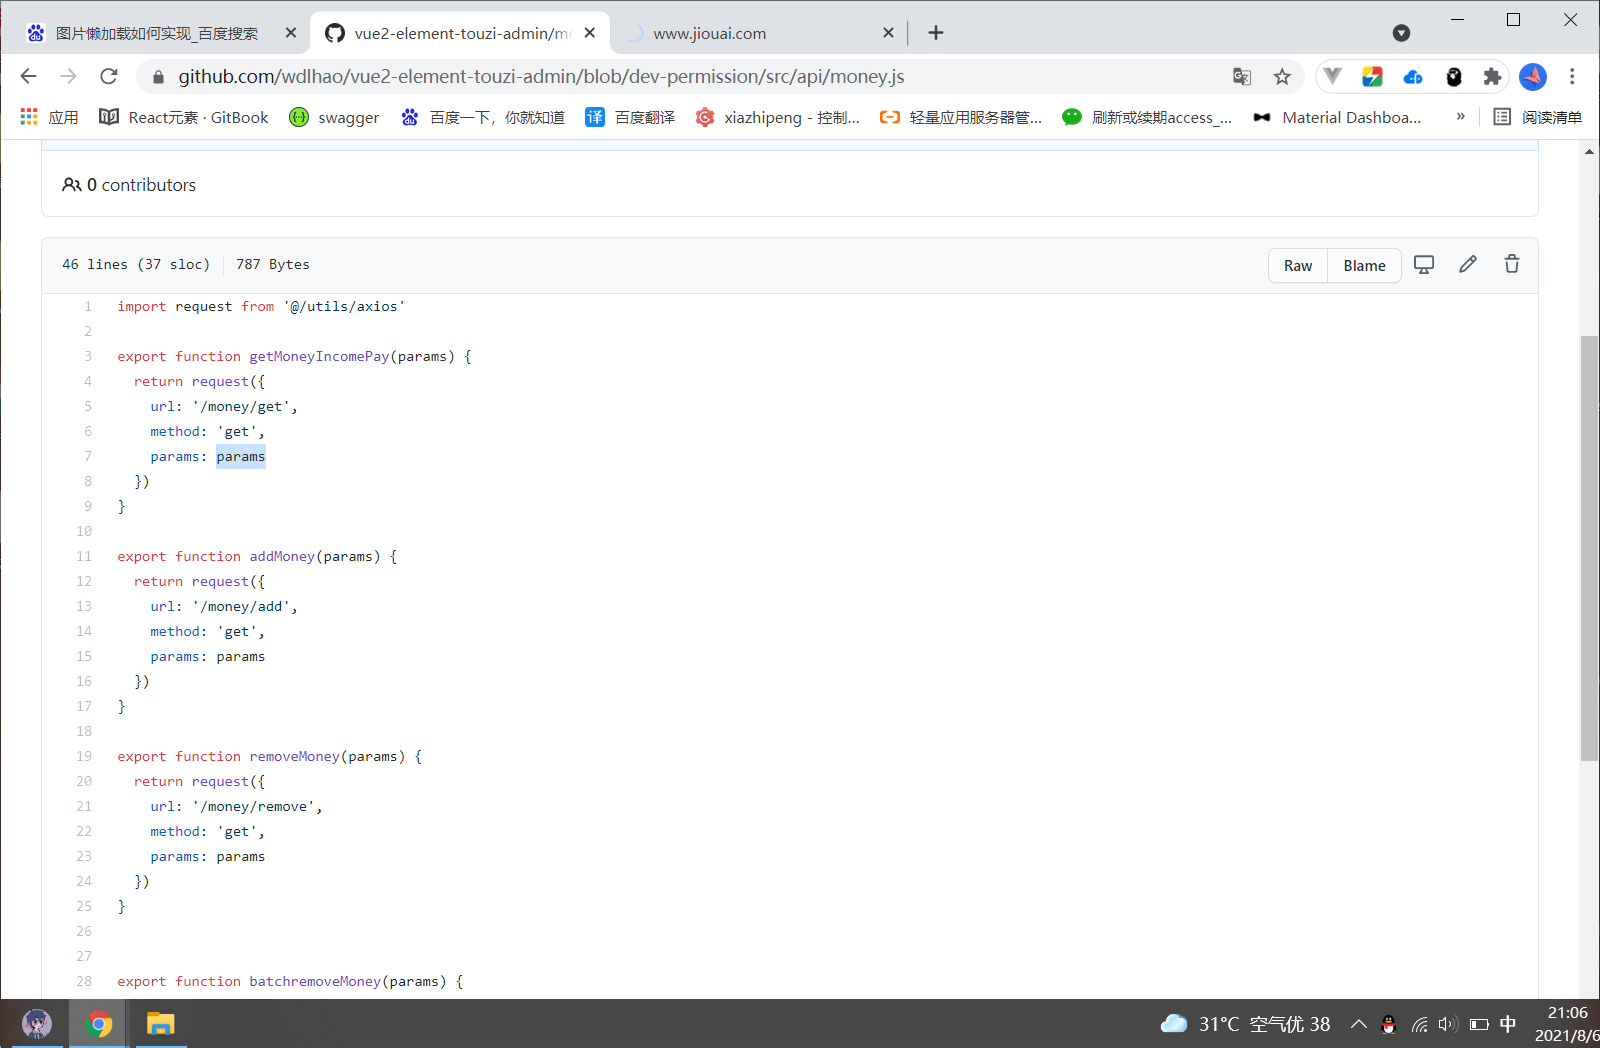 图片懒加载如何实现_百度搜索
vue2-element-touzi-admin/mo
www.jiouai.com
github.com/wdlhao/vue2-element-touzi-admin/blob/dev-permission/src/api/money.js
应用
React元素 · GitBook
swagger
百度一下，你就知道
译 百度翻译
xiazhipeng - 控制...
轻量应用服务器管...
刷新或续期access_...
Material Dashboa...
»
阅读清单
0 contributors
46 lines (37 sloc) 787 Bytes
Raw
Blame
1 import request from '@/utils/axios'
2
3 export function getMoneyIncomePay(params) {
4 return request({
5 url: '/money/get',
6 method: 'get',
7 params: params
8 })
9 }
10
11 export function addMoney(params) {
12 return request({
13 url: '/money/add',
14 method: 'get',
15 params: params
16 })
17 }
18
19 export function removeMoney(params) {
20 return request({
21 url: '/money/remove',
22 method: 'get',
23 params: params
24 })
25 }
26
27
28 export function batchremoveMoney(params) {
31°C 空气优 38
中
21:06
2021/8/6